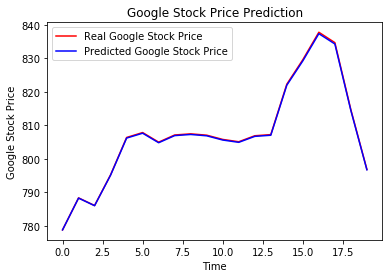 Google Stock Price Prediction
Real Google Stock Price
Predicted Google Stock Price
Google Stock Price
840
830
820
810
800
790
780
0.0 2.5 5.0 7.5 10.0 12.5 15.0 17.5
Time